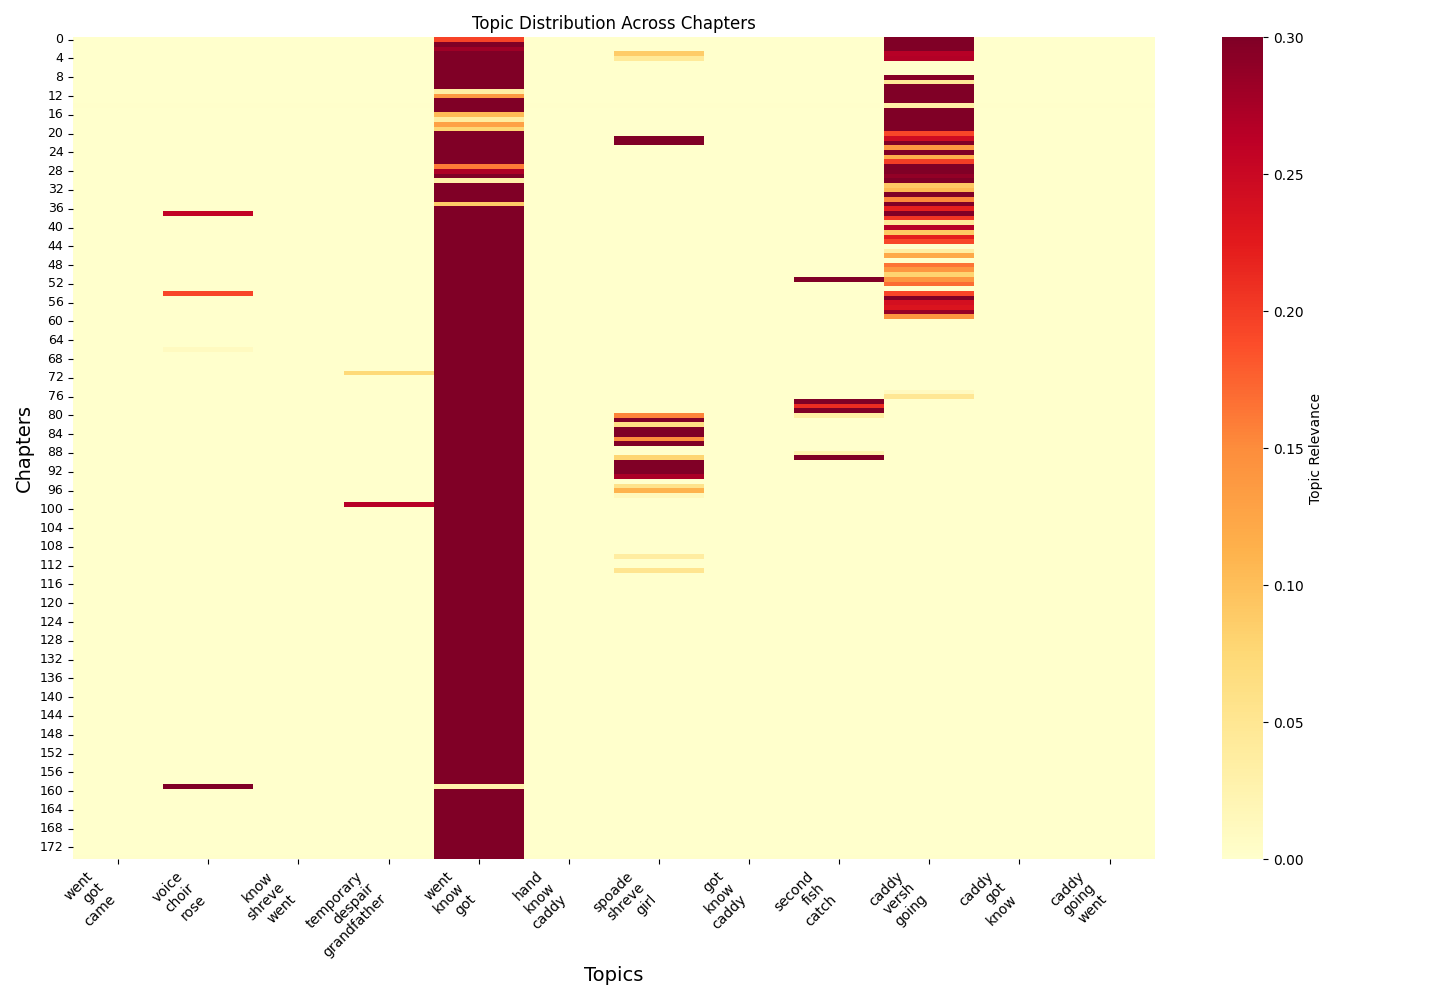 Topic Distribution Across Chapters
0
4
8
12
16
20
24
28
32
36
40
44
48
52
56
60
64
68
72
76
80
84
88
92
96
100
104
108
112
116
120
124
128
132
136
140
144
148
152
156
160
164
168
172
Chapters
went
got
came
voice
choir
rose
know
shreve
went
temporary
despair
grandfather
went
know
got
hand
know
caddy
spoade
shreve
girl
got
know
caddy
second
fish
catch
caddy
versh
going
caddy
got
know
caddy
going
went
Topics
0.30
0.25
0.20
0.15
0.10
0.05
0.00
Topic Relevance